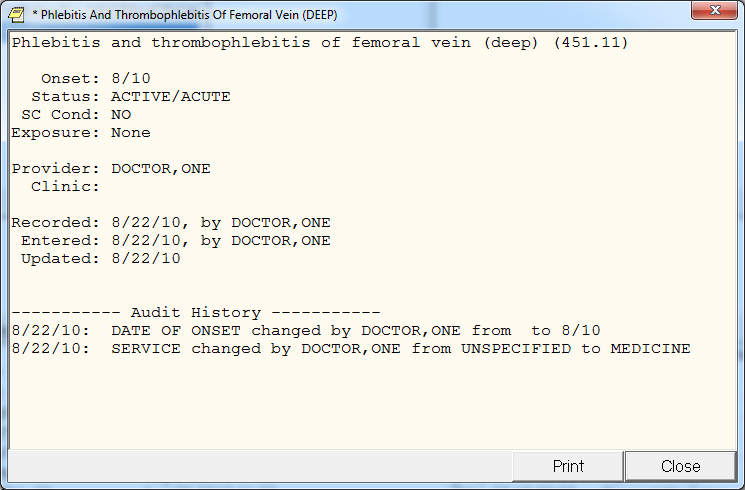 * Phlebitis And Thrombophlebitis Of Femoral Vein (DEEP)
Phlebitis and thrombophlebitis of femoral vein (deep) (451.11)
Onset: 8/10
Status: ACTIVE/ACUTE
SC Cond: NO
Exposure: None
Provider: DOCTOR,ONE
Clinic:
Recorded: 8/22/10, by DOCTOR,ONE
Entered: 8/22/10, by DOCTOR,ONE
Updated: 8/22/10
----------- Audit History -----------
8/22/10:  DATE OF ONSET changed by DOCTOR,ONE from  to 8/10
8/22/10:  SERVICE changed by DOCTOR,ONE from UNSPECIFIED to MEDICINE
Print Close